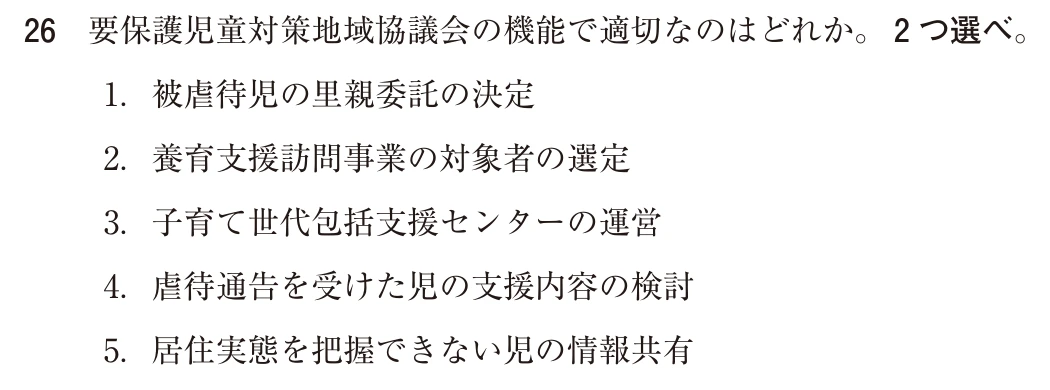 26 要保護児童対策地域協議会の機能で適切なのはどれか。2つ選べ。
1. 被虐待児の里親委託の決定
2. 養育支援訪問事業の対象者の選定
3. 子育て世代包括支援センターの運営
4. 虐待通告を受けた児の支援内容の検討
5. 居住実態を把握できない児の情報共有